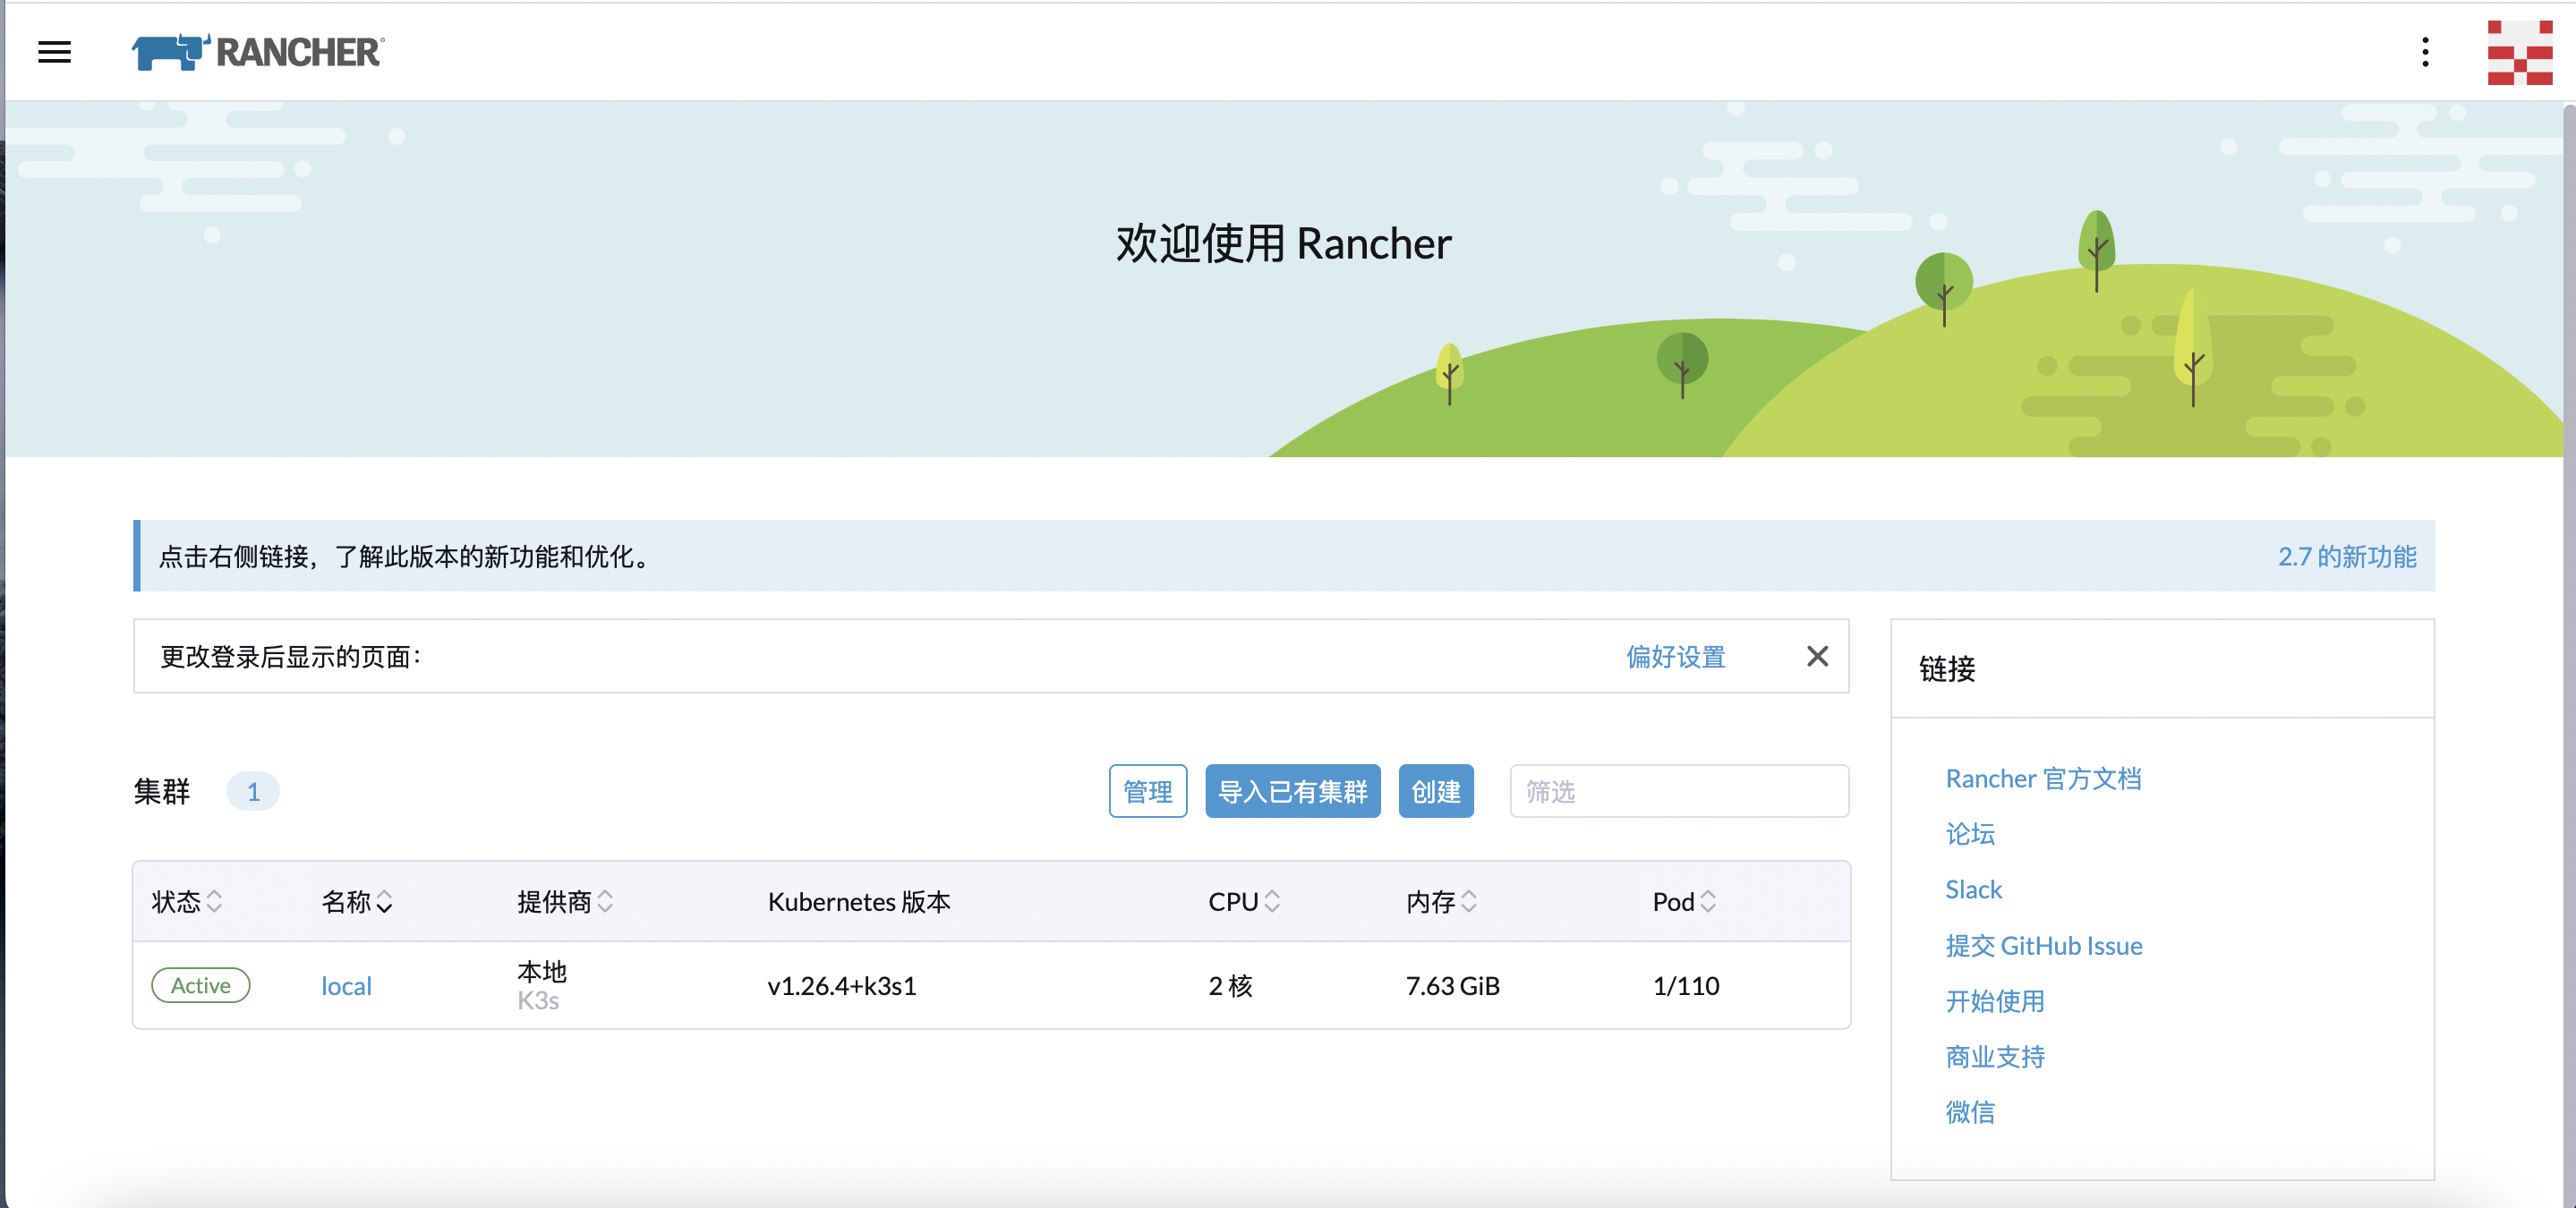 RANCHER
欢迎使用 Rancher
点击右侧链接，了解此版本的新功能和优化。
2.7 的新功能
更改登录后显示的页面：
偏好设置
集群 1
管理 导入已有集群 创建 筛选
状态 名称 提供商 Kubernetes 版本 CPU 内存 Pod
Active local 本地 v1.26.4+k3s1 2 核 7.63 GiB 1/110
K3s
链接
Rancher 官方文档
论坛
Slack
提交 GitHub Issue
开始使用
商业支持
微信